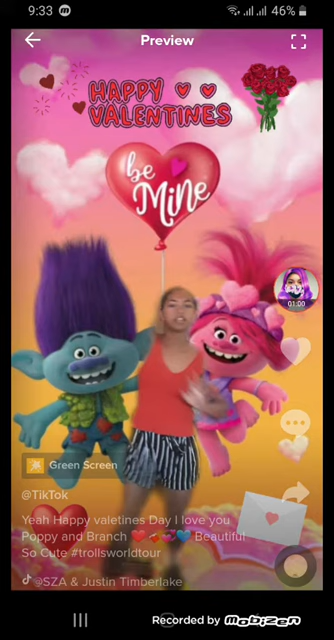 9:33
46%
Preview
HAPPY
VALENTINES
be
Mine
01:00
Green Screen
@TikTok
Yeah Happy valetines Day I love you
Poppy and Branch ❤️💘💞💙 Beautiful
So Cute #trollsworldtour
@SZA & Justin Timberlake
Recorded by mobizen